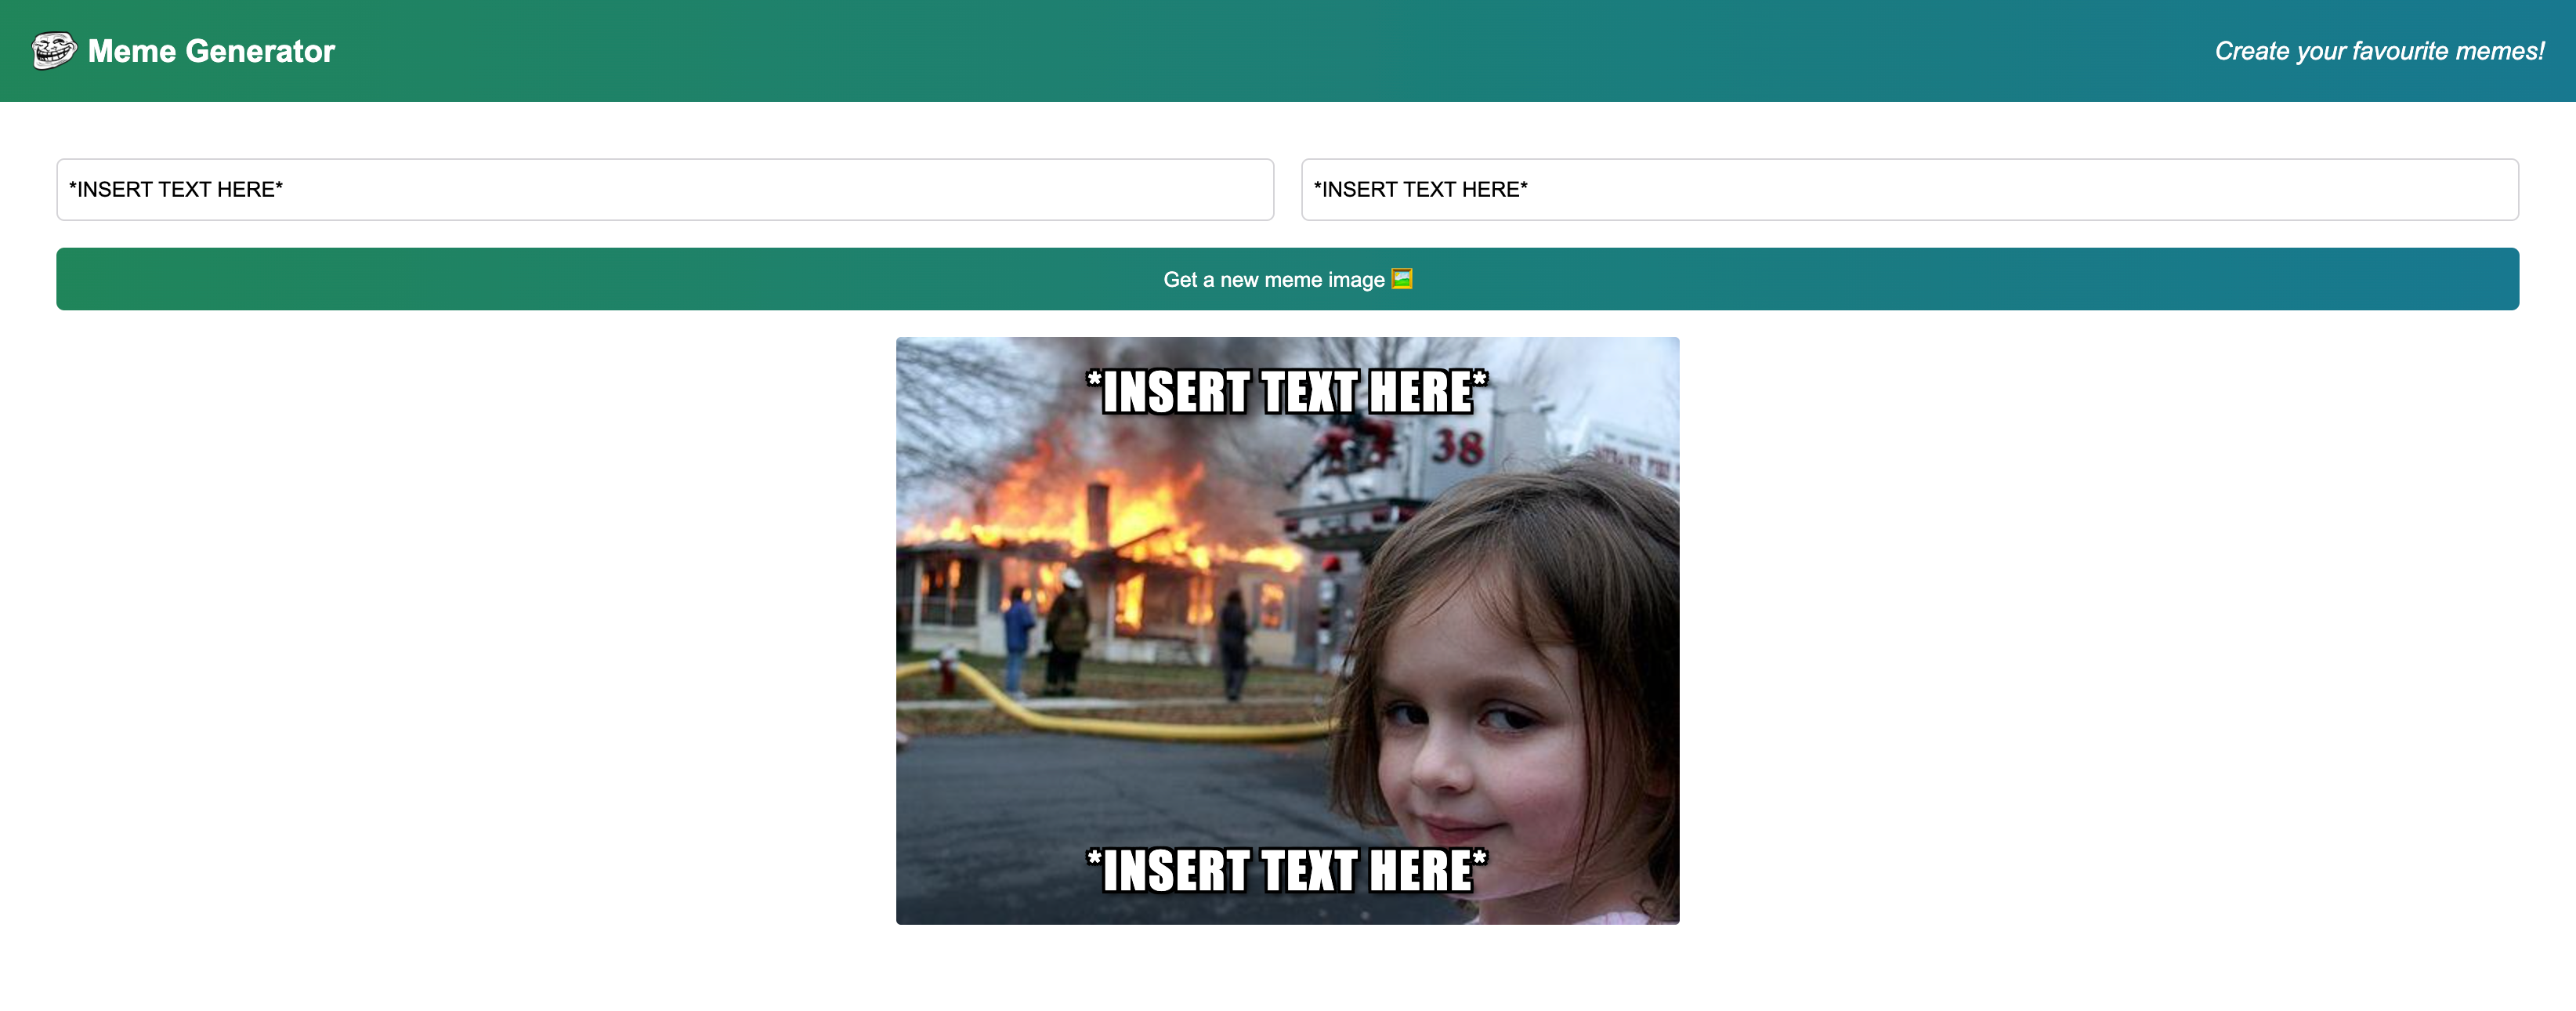 Meme Generator
Create your favourite memes!
*INSERT TEXT HERE*
*INSERT TEXT HERE*
Get a new meme image
*INSERT TEXT HERE*
38
*INSERT TEXT HERE*